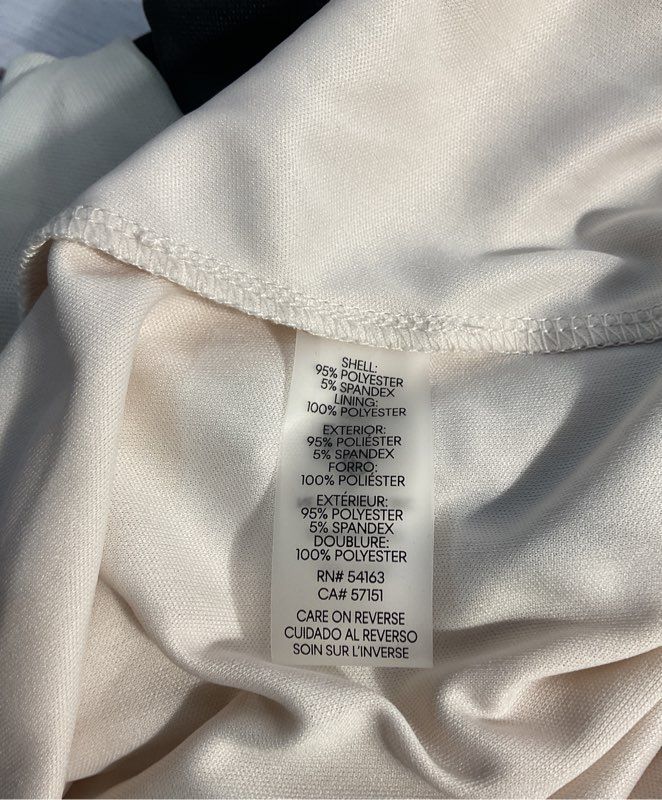 SHELL:
95% POLYESTER
5% SPANDEX
LINING:
100% POLYESTER
EXTERIOR:
95% POLIÉSTER
5% SPANDEX
FORRO:
100% POLIÉSTER
EXTÉRIEUR:
95% POLYESTER
5% SPANDEX
DOUBLURE:
100% POLYESTER
RN# 54163
CA# 57151
CARE ON REVERSE
CUIDADO AL REVERSO
SOIN SUR L'INVERSE